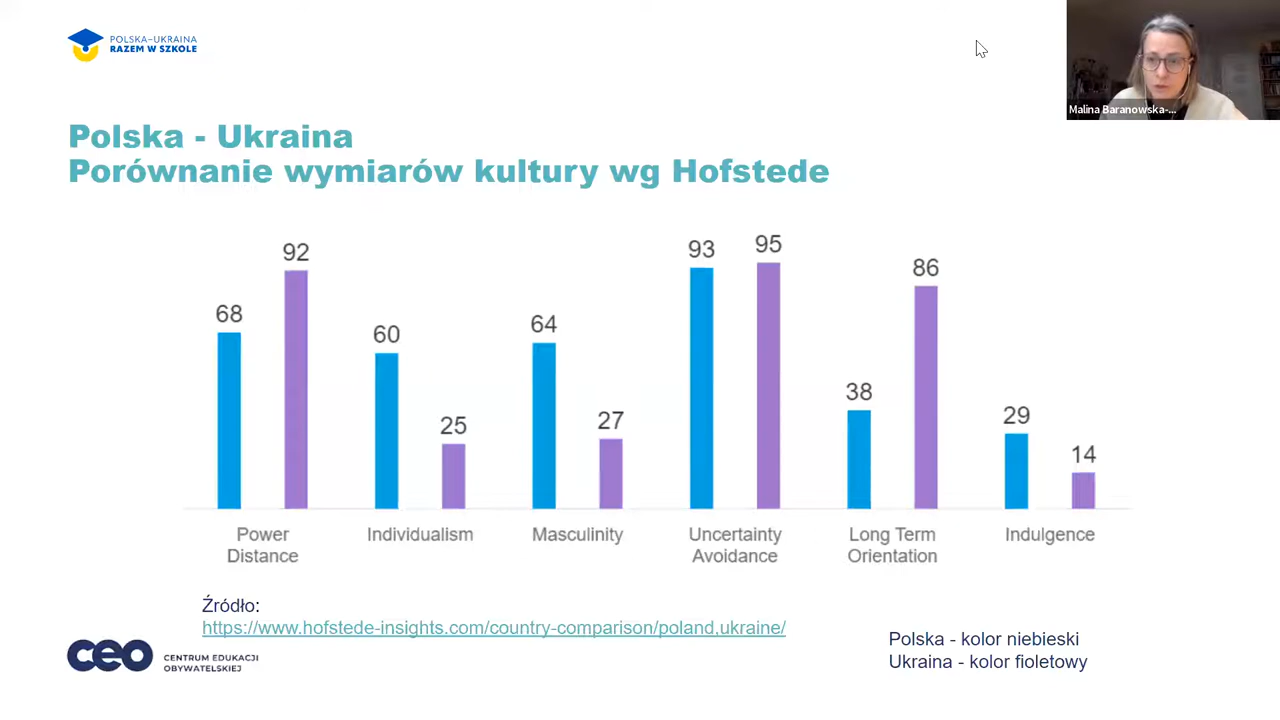 POLSKA-UKRAINA
RAZEM W SZKOLE
Malina Baranowska-...
Polska - Ukraina
Porównanie wymiarów kultury wg Hofstede
68 92 60 25 64 27 93 95 38 86 29 14
Power Distance
Individualism
Masculinity
Uncertainty Avoidance
Long Term Orientation
Indulgence
Źródło:
https://www.hofstede-insights.com/country-comparison/poland,ukraine/
Polska - kolor niebieski
Ukraina - kolor fioletowy
CEO
CENTRUM EDUKACJI
OBYWATELSKIEJ